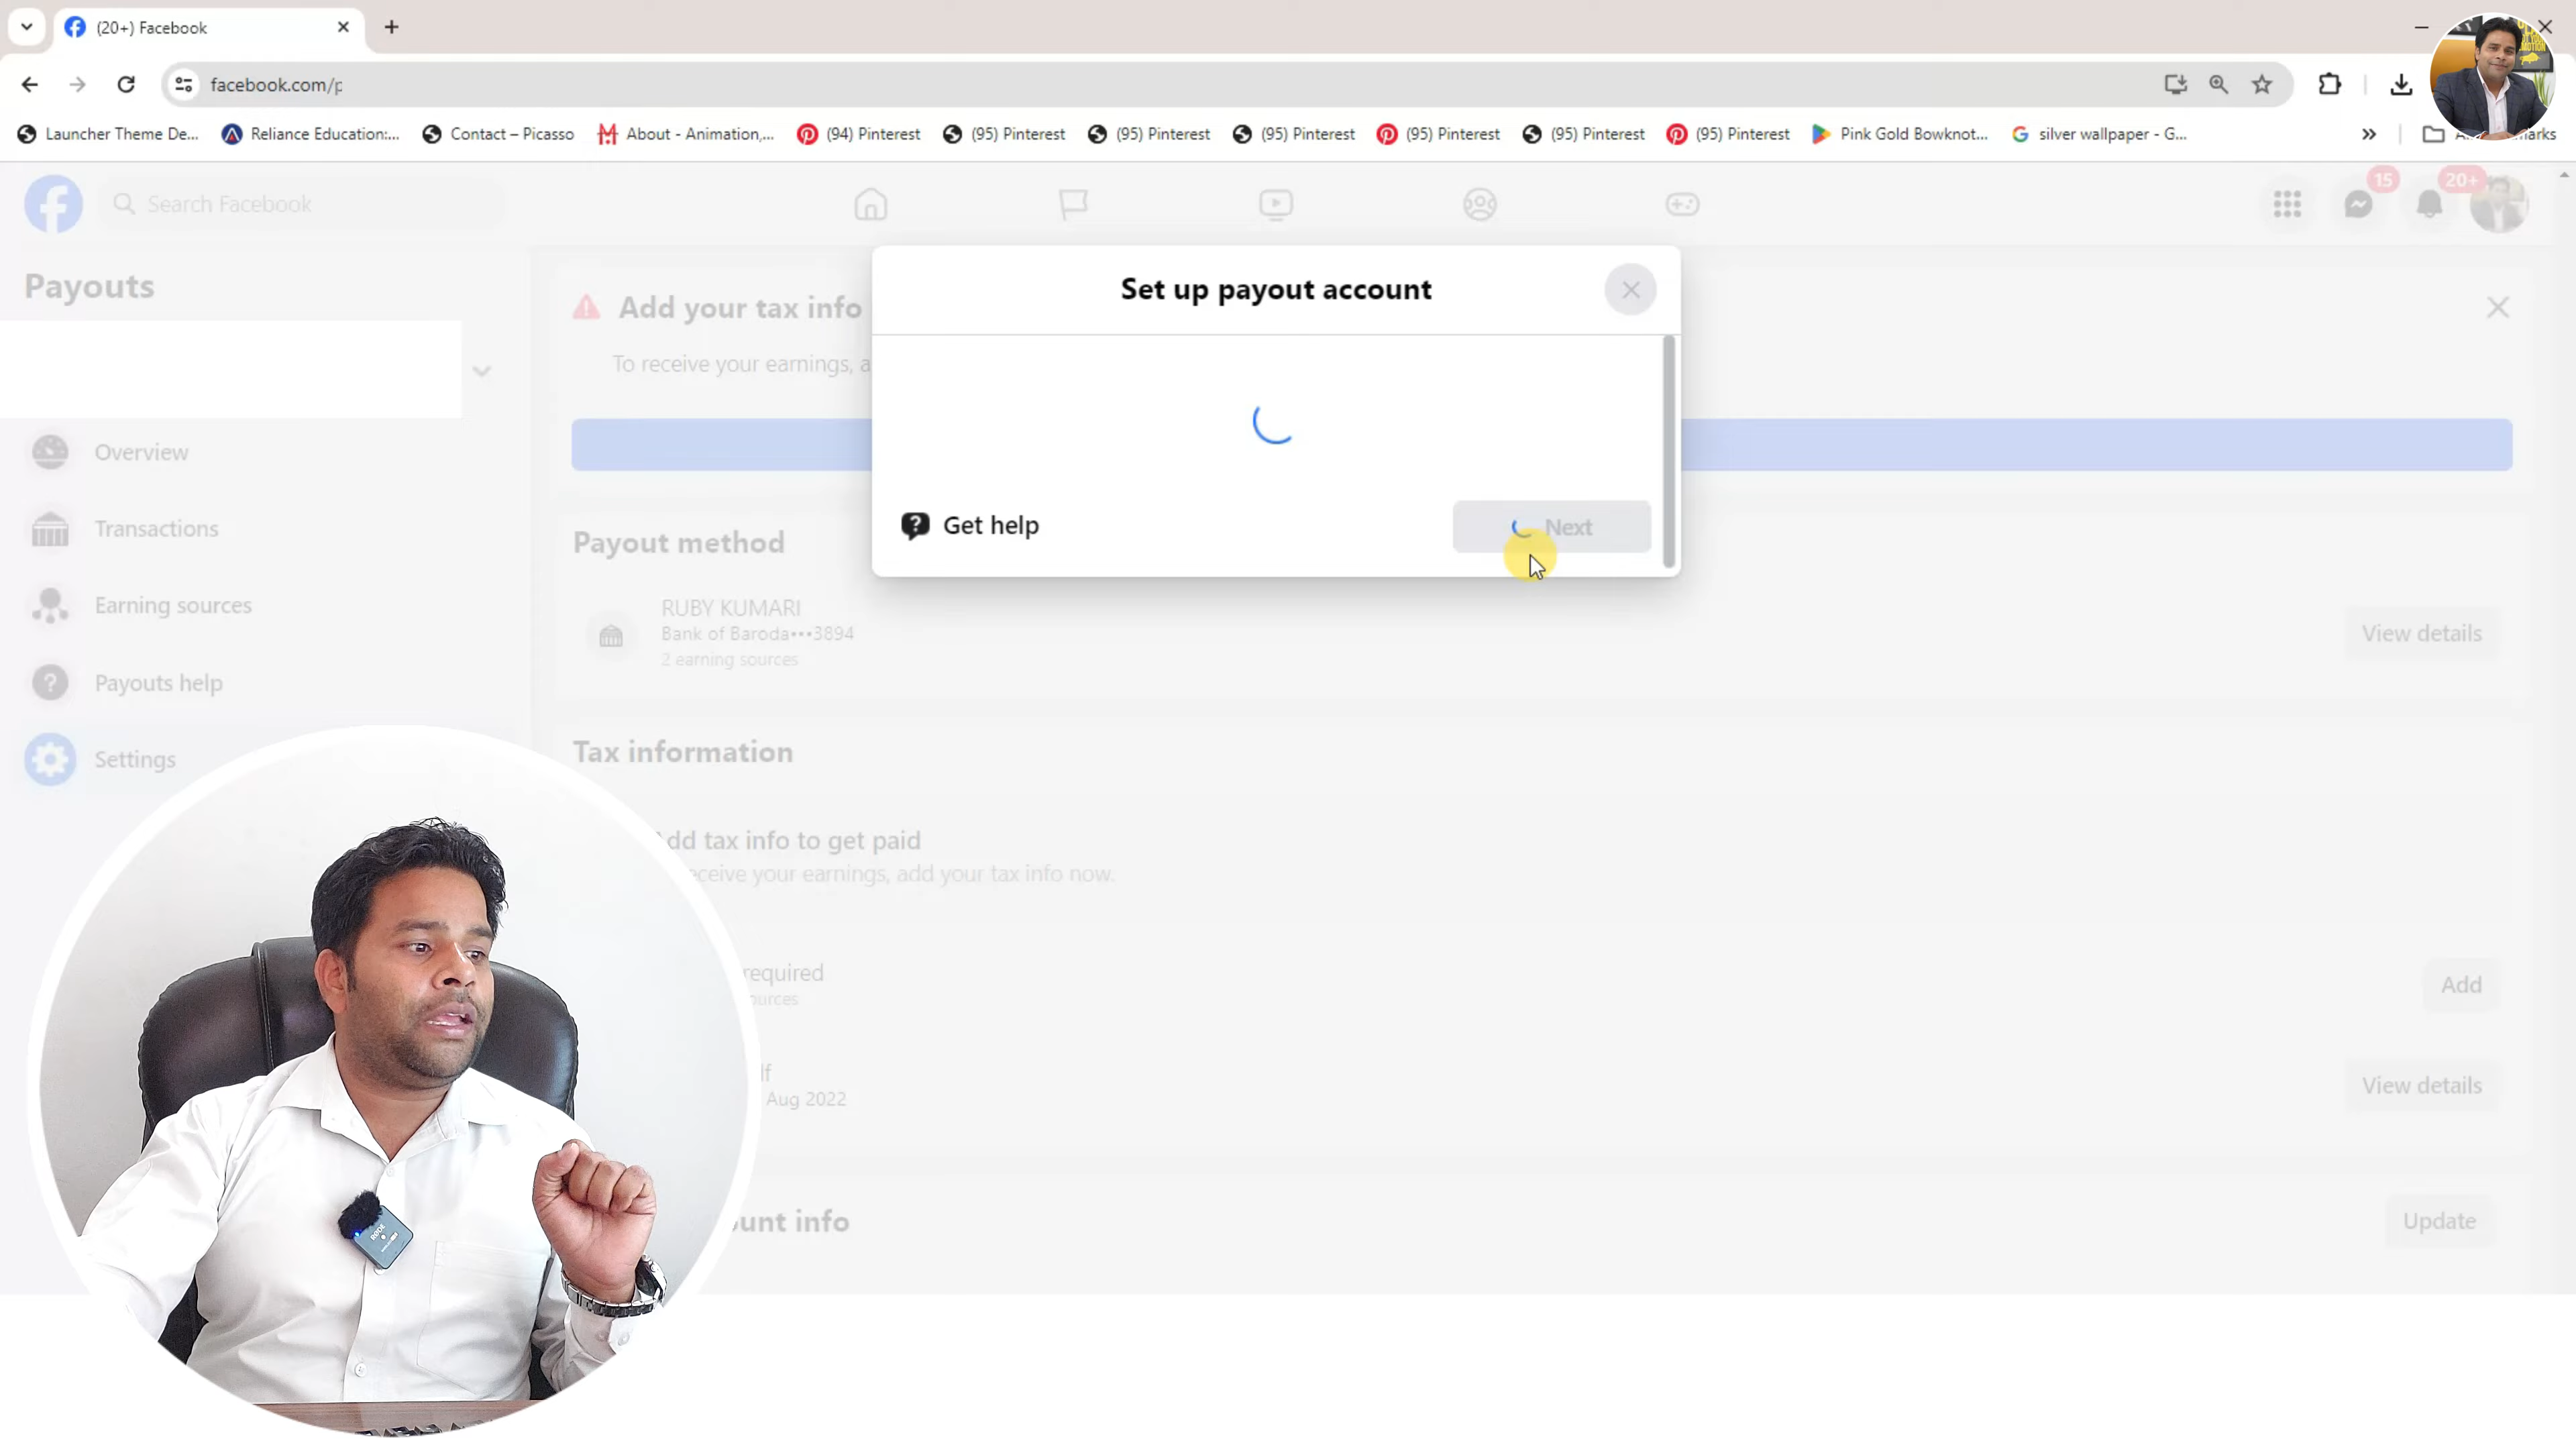 (20+) Facebook
facebook.com/p
Launcher Theme De... Reliance Education:... Contact – Picasso About - Animation,... (94) Pinterest (95) Pinterest (95) Pinterest (95) Pinterest (95) Pinterest (95) Pinterest (95) Pinterest Pink Gold Bowknot... silver wallpaper - G...
Search Facebook
15
20+
Payouts
Overview
Transactions
Earning sources
Payouts help
Settings
Add your tax info
To receive your earnings, a
Set up payout account
Get help
Next
Payout method
RUBY KUMARI
Bank of Baroda•••3894
2 earning sources
View details
Tax information
dd tax info to get paid
eceive your earnings, add your tax info now.
required
ources
Add
lf
Aug 2022
View details
unt info
Update
RØDE